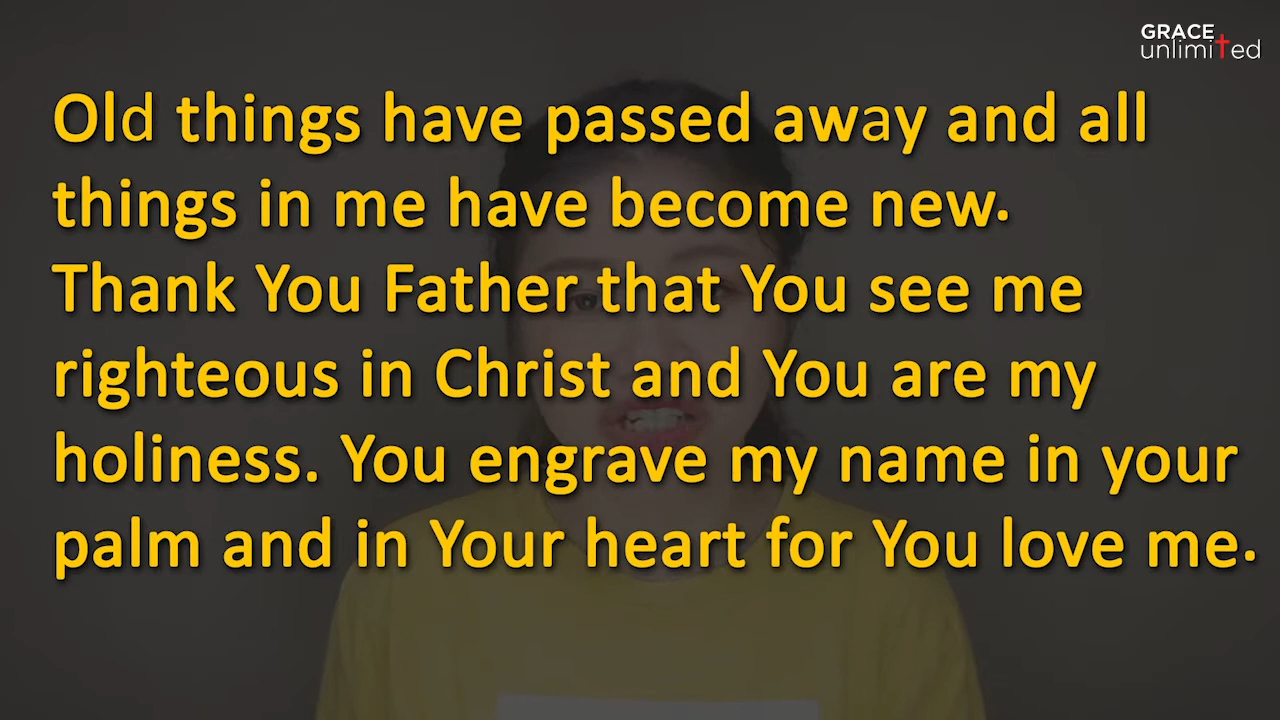 GRACE
unlimited
Old things have passed away and all
things in me have become new.
Thank You Father that You see me
righteous in Christ and You are my
holiness. You engrave my name in your
palm and in Your heart for You love me.